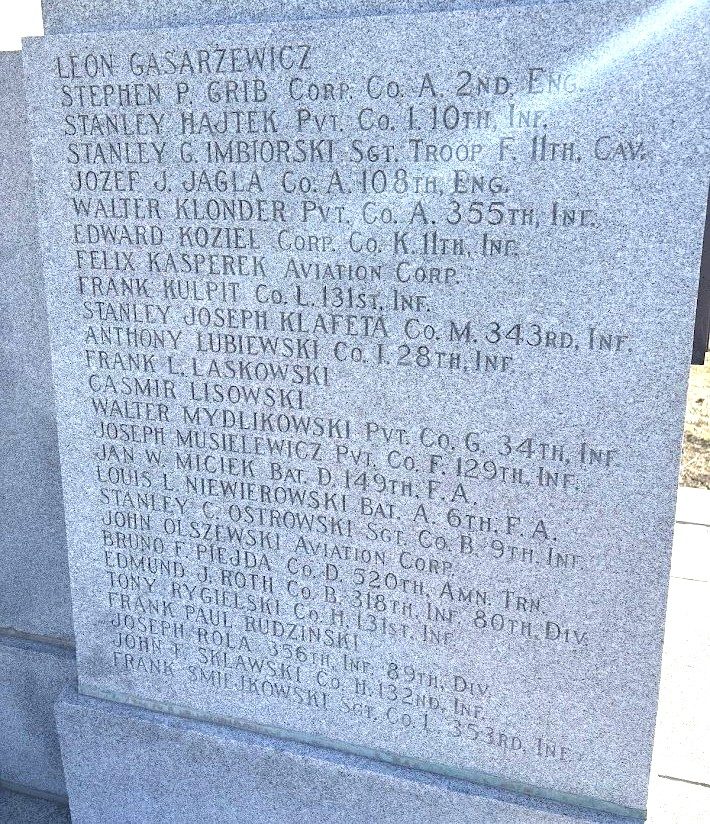 LEON GASARZEWICZ
STEPHEN P. GRIB CORP. CO. A. 2ND, ENG.
STANLEY HAJTEK PVT. CO. I. 10TH, INF.
STANLEY G. IMBIORSKI SGT. TROOP F. 11TH, CAV.
JOZEF J. JAGLA CO. A. 108TH, ENG.
WALTER KLONDER PVT. CO. A. 355TH, INF.
EDWARD KOZIEL CORP. CO. K. 11TH, INF.
FELIX KASPEREK AVIATION CORP.
FRANK KULPIT CO. L. 131ST, INF.
STANLEY JOSEPH KLAFETA CO. M. 343RD, INF.
ANTHONY LUBIEWSKI CO. I. 28TH, INF.
FRANK L. LASKOWSKI
CASMIR LISOWSKI
WALTER MYDLIKOWSKI PVT. CO. G. 34TH, INF.
JOSEPH MUSIELEWICZ PVT. CO. F. 129TH, INF.
JAN W. MICIEK BAT. D. 149TH, F. A.
LOUIS L. NIEWIEROWSKI BAT. A. 6TH, F. A.
STANLEY C. OSTROWSKI SGT. CO. B. 9TH, INF.
JOHN OLSZEWSKI AVIATION CORP.
BRUNO F. PIEJDA CO. D. 520TH, AMN. TRN.
EDMUND J. ROTH CO. B. 318TH, INF. 80TH, DIV.
TONY RYGIELSKI CO. H. 131ST, INF.
FRANK PAUL RUDZINSKI
JOSEPH ROLA 356TH, INF. 89TH, DIV.
JOHN F. SKLAWSKI CO. H. 132ND, INF.
FRANK SMIEJKOWSKI SGT. CO. L. 353RD, INF.